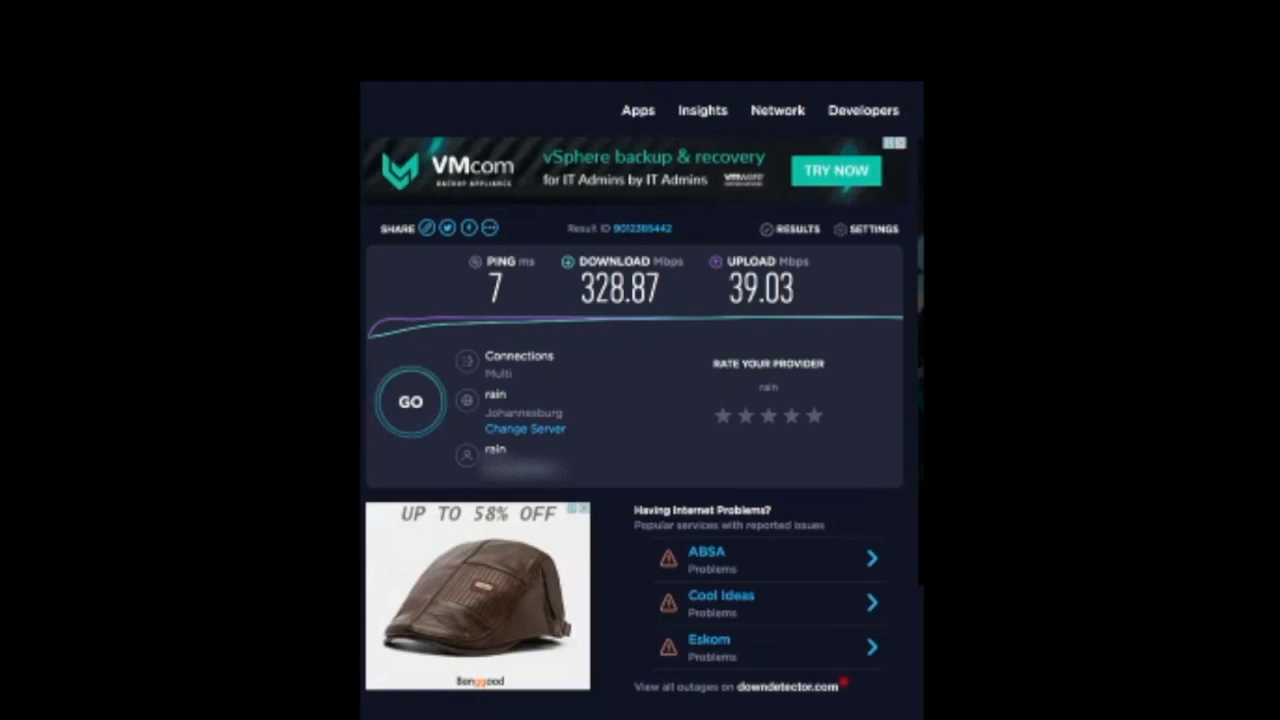 Apps Insights Network Developers
VMcom
BACKUP APPLIANCE
vSphere backup & recovery
for IT Admins by IT Admins vmware
TRY NOW
SHARE
Result ID 9012365442
RESULTS SETTINGS
PING ms DOWNLOAD Mbps UPLOAD Mbps
7 328.87 39.03
GO
Connections
Multi
rain
Johannesburg
Change Server
rain
RATE YOUR PROVIDER
rain
UP TO 58% OFF
Banggood
Having Internet Problems?
Popular services with reported issues
ABSA
Problems
Cool Ideas
Problems
Eskom
Problems
View all outages on downdetector.com